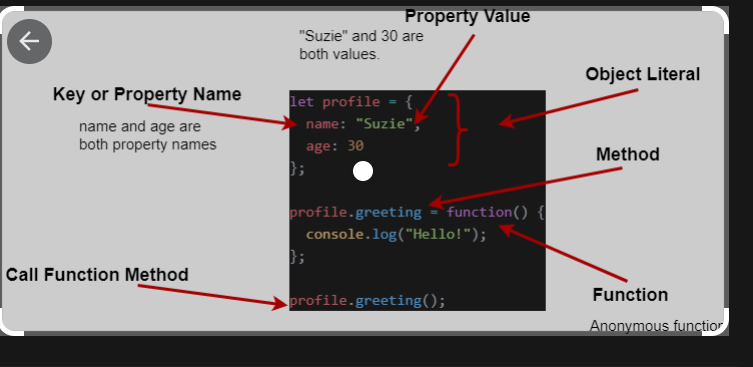 Property Value
"Suzie" and 30 are
both values.
Object Literal
Key or Property Name
name and age are
both property names
let profile = {
name: "Suzie",
age: 30
};
Method
profile.greeting = function() {
console.log("Hello!");
};
Call Function Method
profile.greeting();
Function
Anonymous function